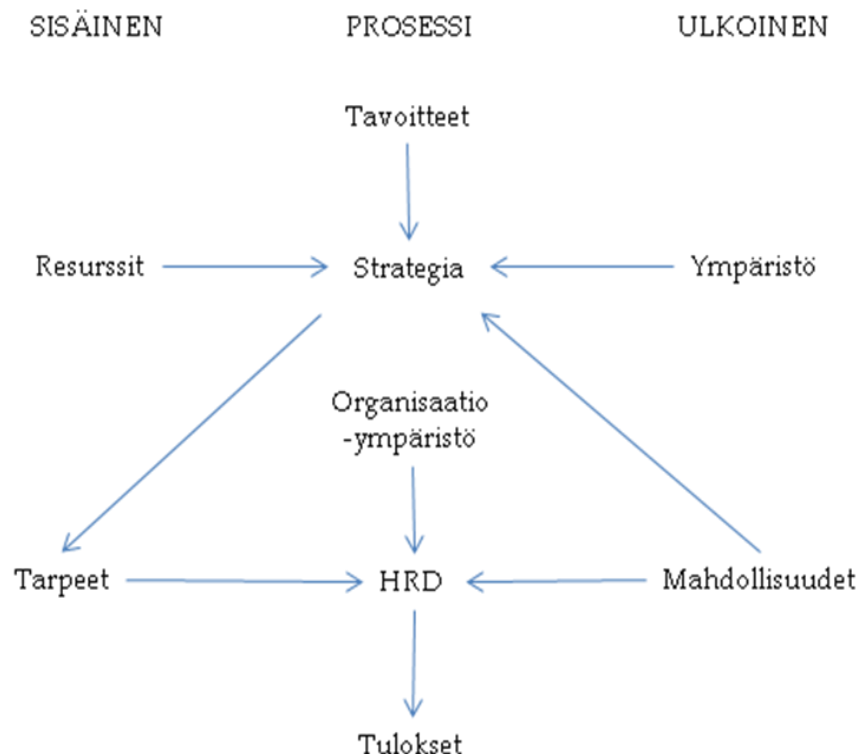 SISÄINEN PROSESSI ULKOINEN
Tavoitteet
Resurssit Strategia Ympäristö
Organisaatio
-ympäristö
Tarpeet HRD Mahdollisuudet
Tulokset